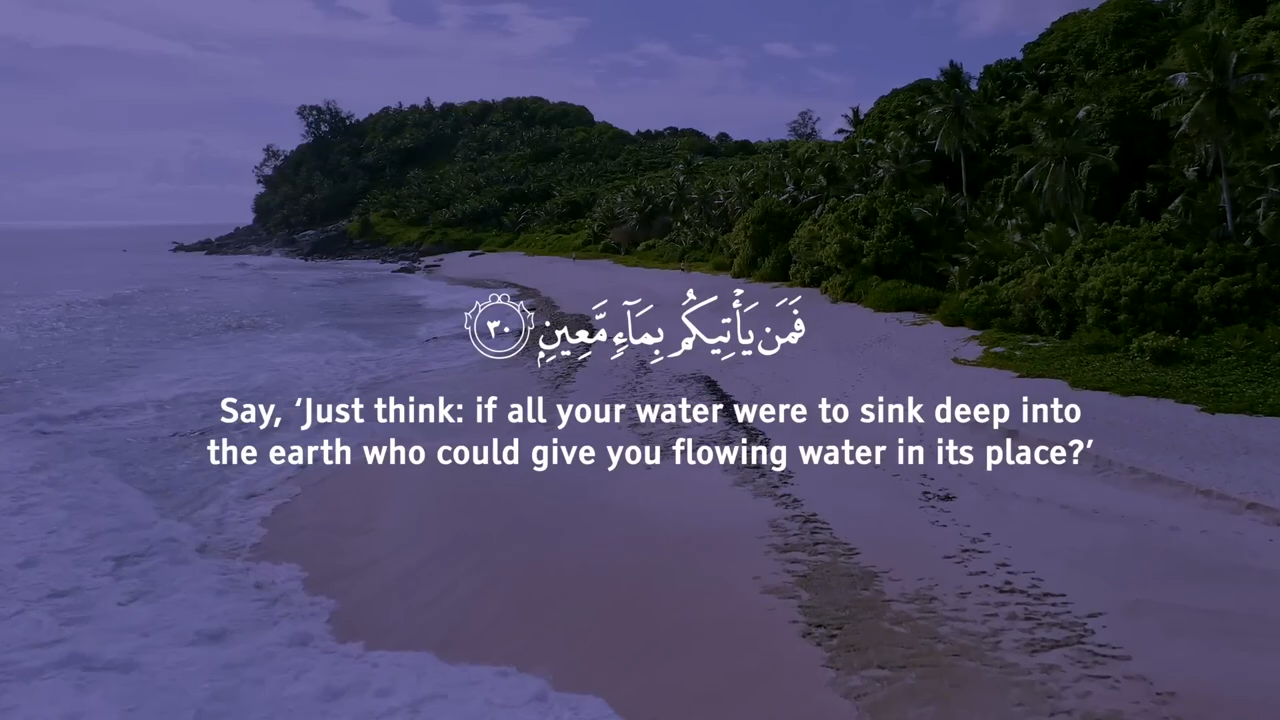 فَمَن يَأْتِيكُم بِمَآءٍ مَّعِينٍۭ ٣٠
Say, ‘Just think: if all your water were to sink deep into
the earth who could give you flowing water in its place?’